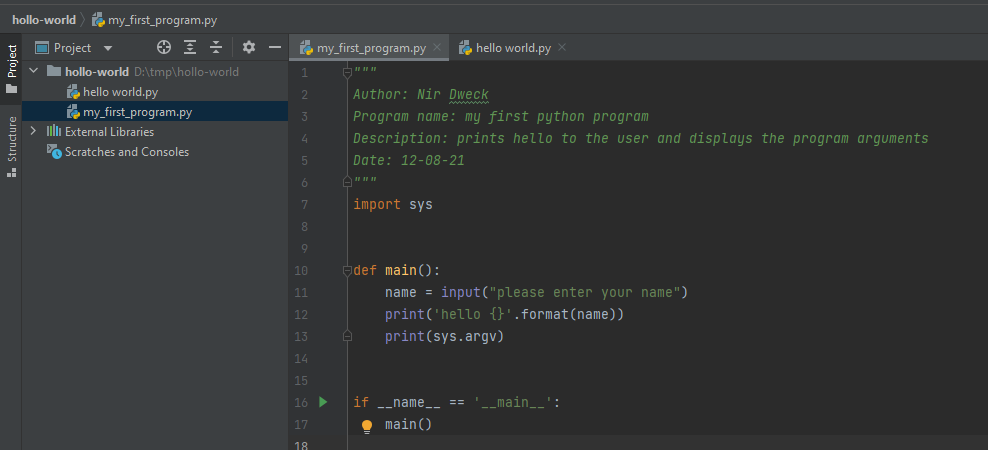 hollo-world > my_first_program.py
Project
my_first_program.py
hello world.py
Project
Structure
hollo-world D:\tmp\hollo-world
hello world.py
my_first_program.py
External Libraries
Scratches and Consoles
1 """
2 Author: Nir Dweck
3 Program name: my first python program
4 Description: prints hello to the user and displays the program arguments
5 Date: 12-08-21
6 """
7 import sys
8
9
10 def main():
11     name = input("please enter your name")
12     print('hello {}'.format(name))
13     print(sys.argv)
14
15
16 if __name__ == '__main__':
17     main()
18